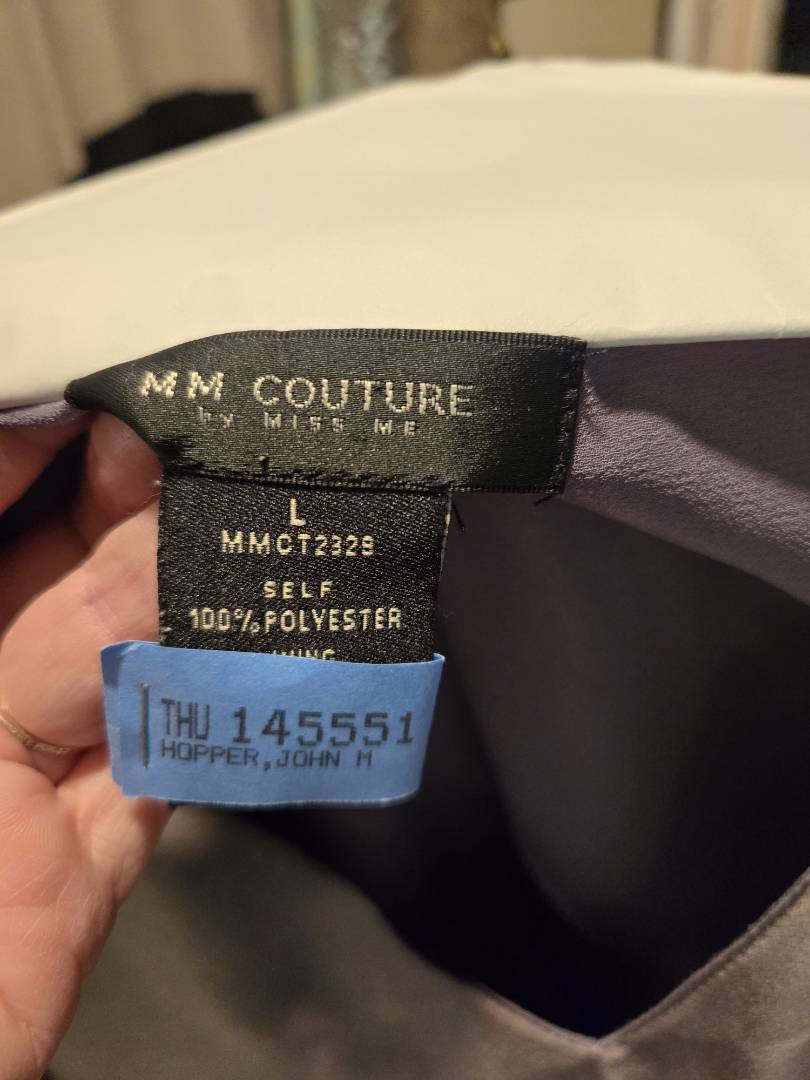 MM COUTURE
by MISS ME
L
MMCT2329
SELF
100% POLYESTER
THU 145551
HOPPER, JOHN M